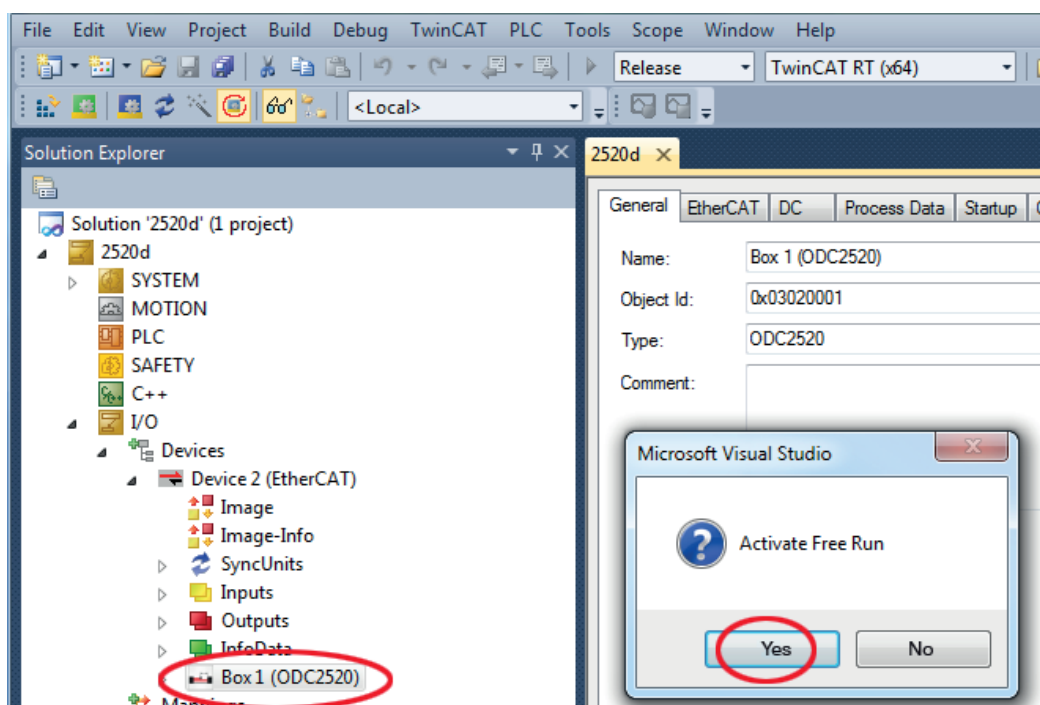 File Edit View Project Build Debug TwinCAT PLC Tools Scope Window Help
Release TwinCAT RT (x64)
<Local>
Solution Explorer
2520d
Solution '2520d' (1 project)
2520d
SYSTEM
MOTION
PLC
SAFETY
C++
I/O
Devices
Device 2 (EtherCAT)
Image
Image-Info
SyncUnits
Inputs
Outputs
InfoData
Box 1 (ODC2520)
Mappings
General EtherCAT DC Process Data Startup
Name: Box 1 (ODC2520)
Object Id: 0x03020001
Type: ODC2520
Comment:
Microsoft Visual Studio
Activate Free Run
Yes No